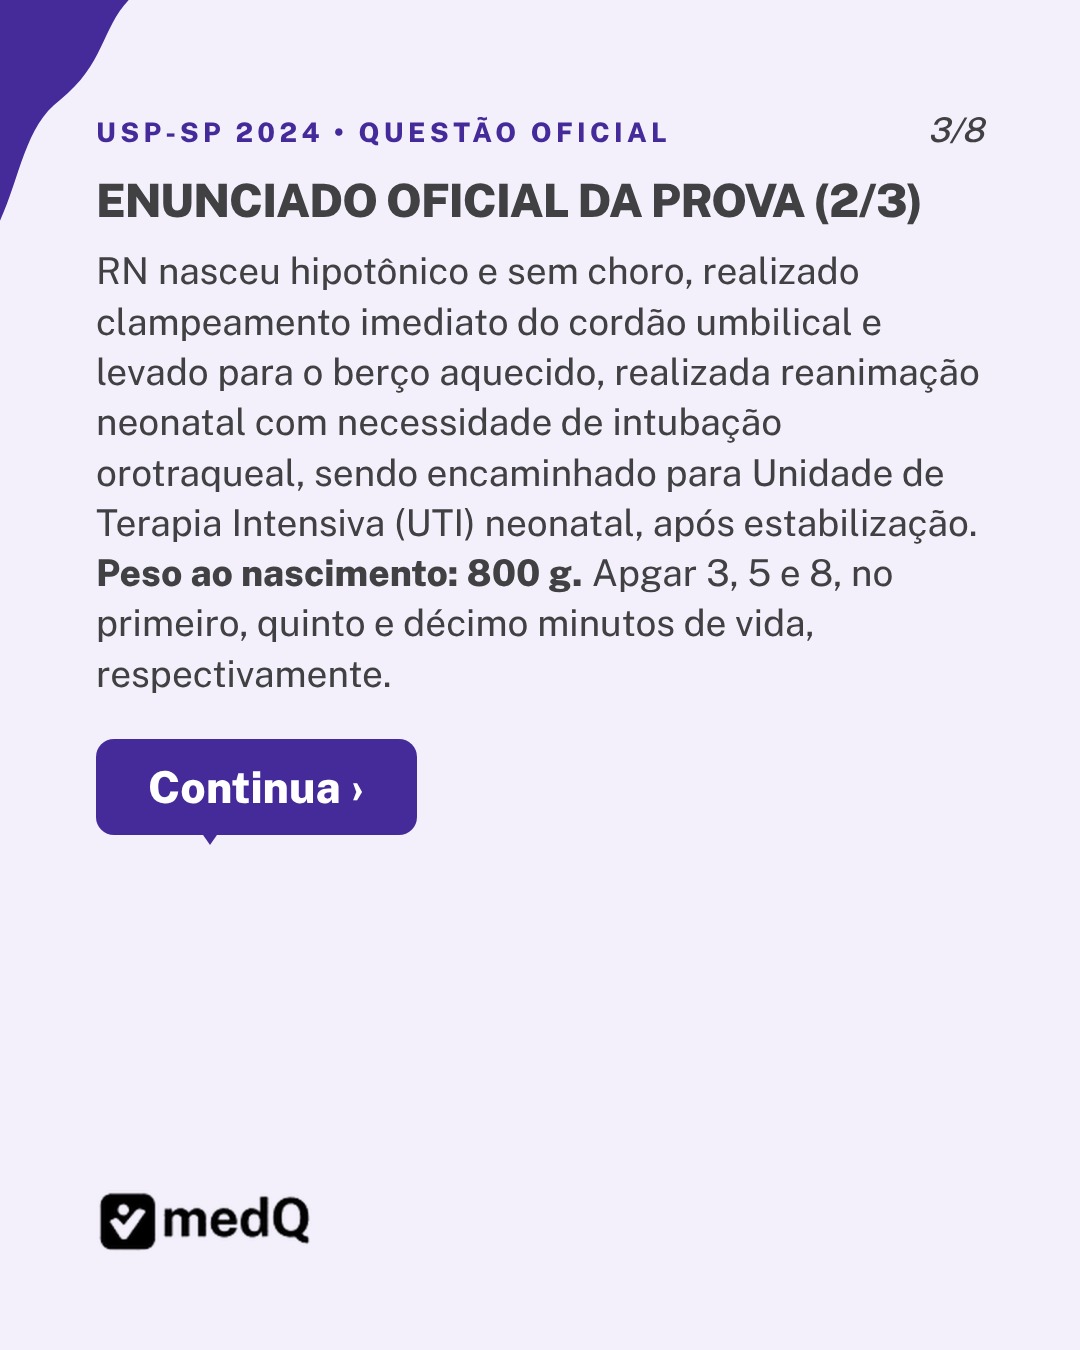 USP-SP 2024 • QUESTÃO OFICIAL
3/8
ENUNCIADO OFICIAL DA PROVA (2/3)
RN nasceu hipotônico e sem choro, realizado
clampeamento imediato do cordão umbilical e
levado para o berço aquecido, realizada reanimação
neonatal com necessidade de intubação
orotraqueal, sendo encaminhado para Unidade de
Terapia Intensiva (UTI) neonatal, após estabilização.
Peso ao nascimento: 800 g. Apgar 3, 5 e 8, no
primeiro, quinto e décimo minutos de vida,
respectivamente.
Continua ›
medQ